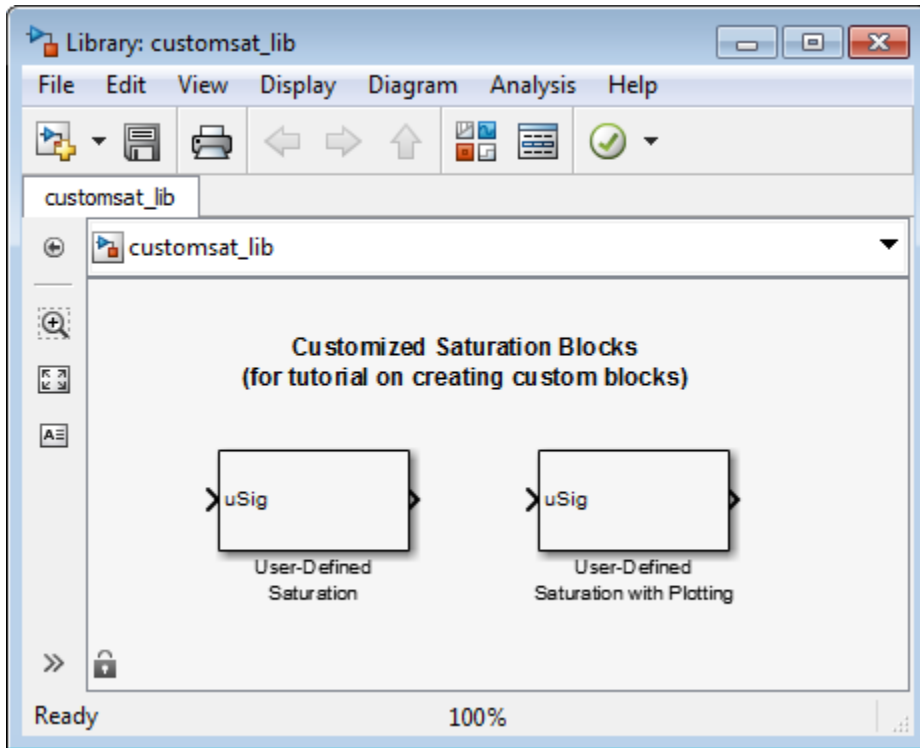 Library: customsat_lib
File Edit View Display Diagram Analysis Help
customsat_lib
customsat_lib
Customized Saturation Blocks
(for tutorial on creating custom blocks)
uSig
User-Defined
Saturation
uSig
User-Defined
Saturation with Plotting
Ready
100%